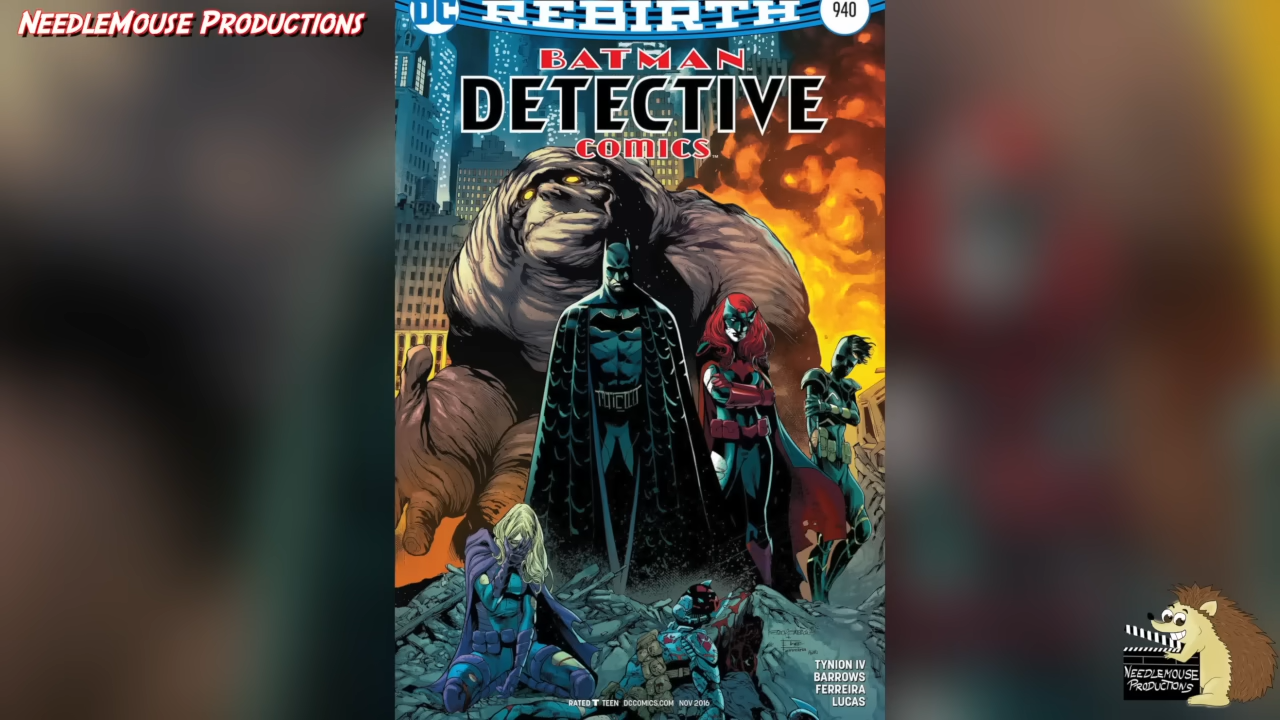 NEEDLEMOUSE PRODUCTIONS
DC
REBIRTH
940
BATMAN
DETECTIVE
COMICS™
TYNION IV
BARROWS
FERREIRA
LUCAS
RATED T TEEN DCCOMICS.COM NOV 2016
NEEDLEMOUSE
PRODUCTIONS